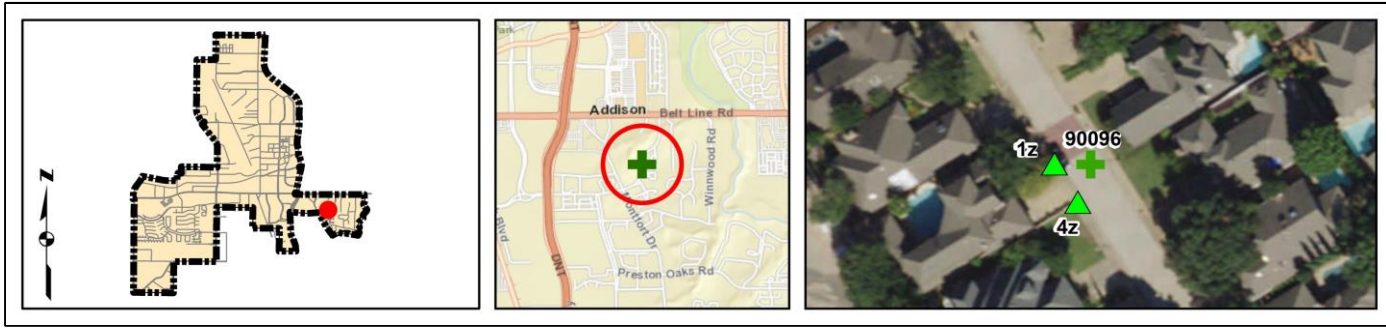 Z
Park
Addison
Belt Line Rd
Winnwood Rd
Montfort Dr
Blvd
DNT
Preston Oaks Rd
90096
1z
4z